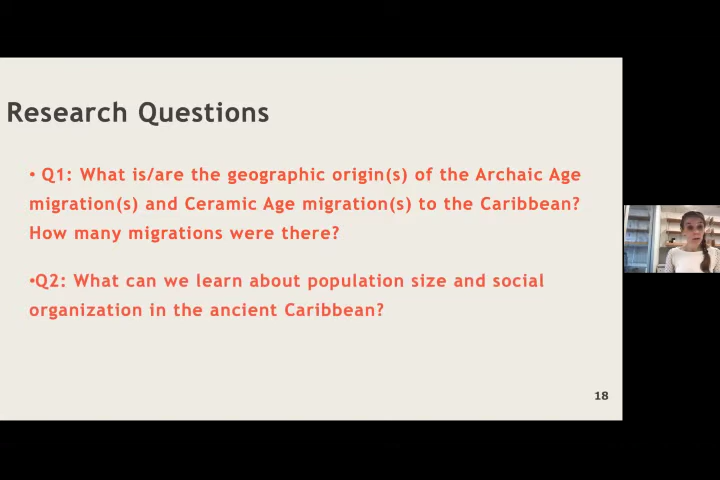 Research Questions
• Q1: What is/are the geographic origin(s) of the Archaic Age
migration(s) and Ceramic Age migration(s) to the Caribbean?
How many migrations were there?
•Q2: What can we learn about population size and social
organization in the ancient Caribbean?
18